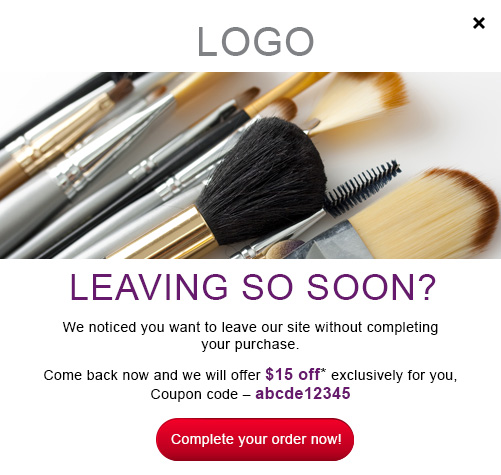 LOGO
LEAVING SO SOON?
We noticed you want to leave our site without completing
your purchase.
Come back now and we will offer $15 off* exclusively for you,
Coupon code – abcde12345
Complete your order now!